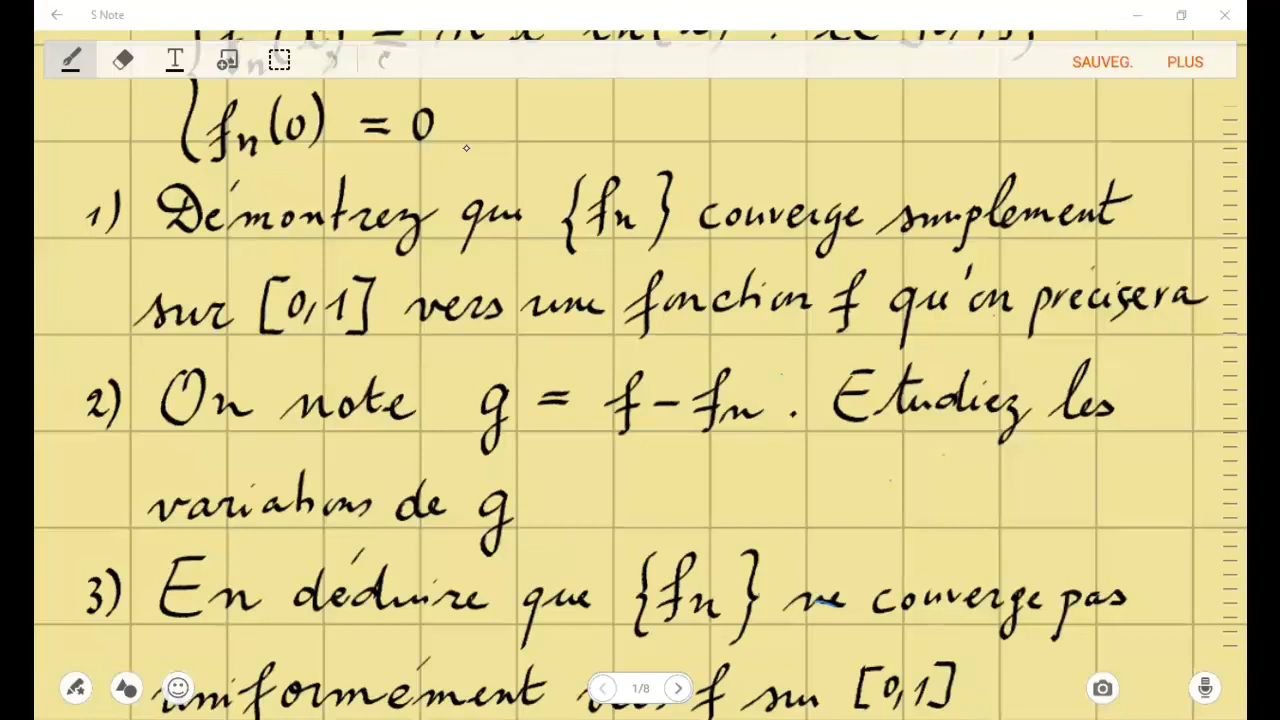 S Note
SAUVEG. PLUS
fn(0) = 0
1) Démontrez que {fn} converge simplement
sur [0,1] vers une fonction f qu'on précisera
2) On note g = f - fn. Etudiez les
variations de g
3) En déduire que {fn} ne converge pas
uniformément vers f sur [0,1]
1/8